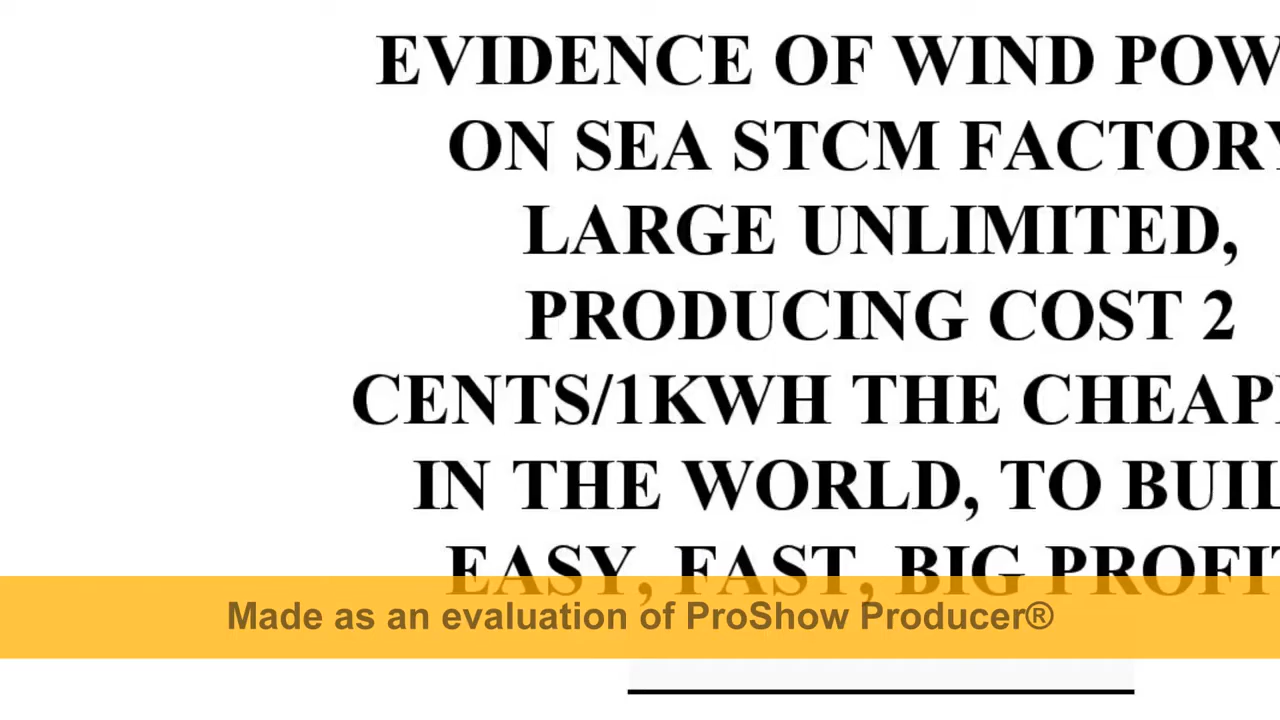 EVIDENCE OF WIND POW
ON SEA STCM FACTORY
LARGE UNLIMITED,
PRODUCING COST 2
CENTS/1KWH THE CHEAP
IN THE WORLD, TO BUIL
EASY, FAST, BIG PROFIT
Made as an evaluation of ProShow Producer®